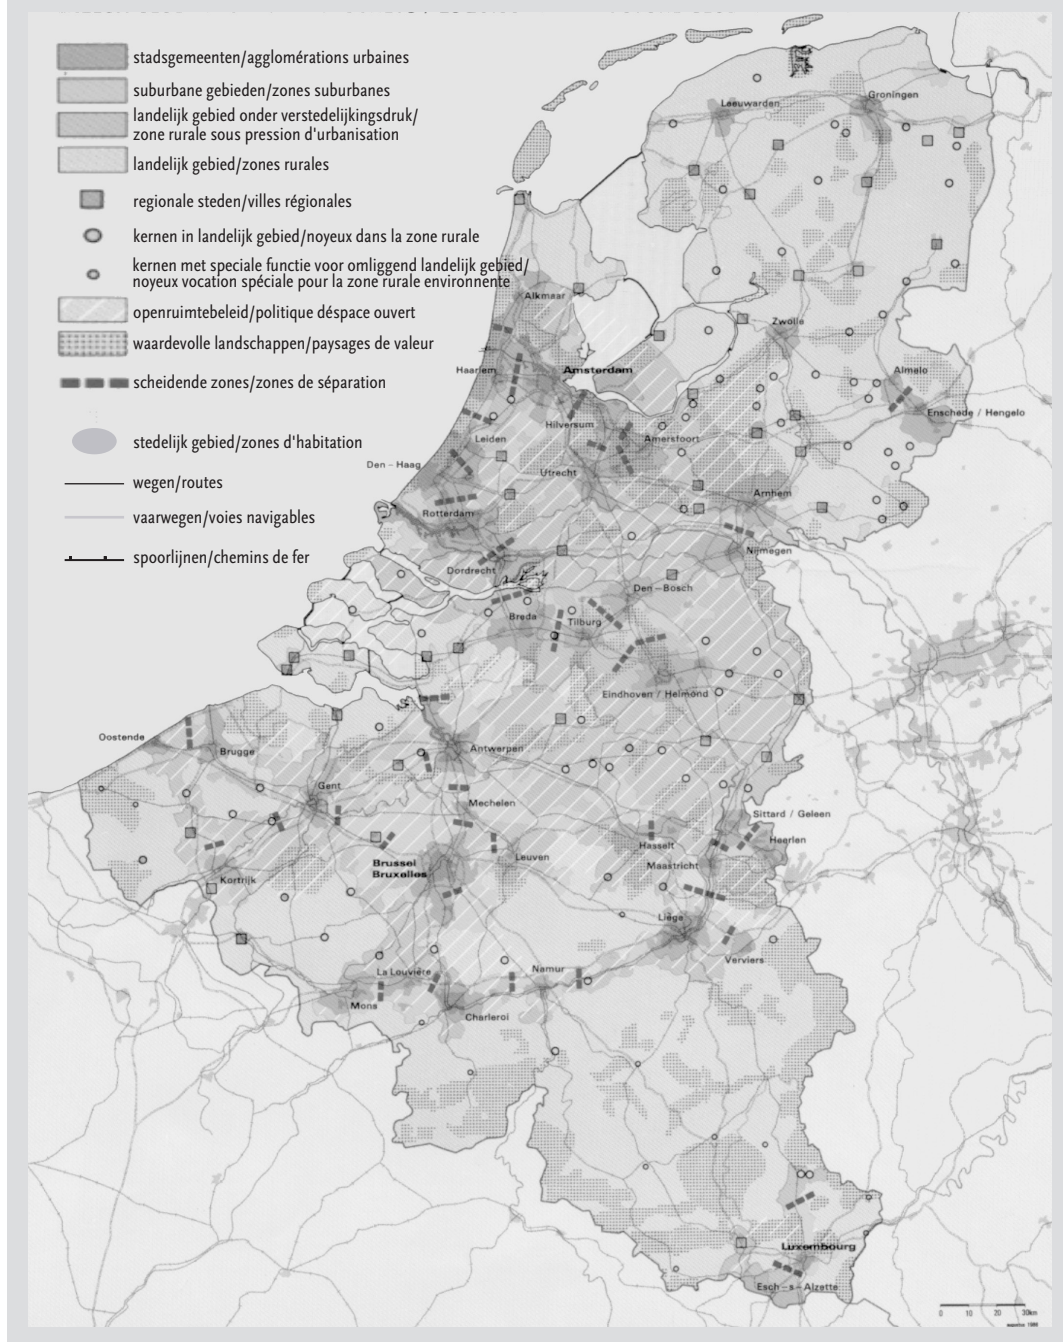 stadsgemeenten/agglomérations urbaines
suburbane gebieden/zones suburbanes
landelijk gebied onder verstedelijkingsdruk/
zone rurale sous pression d'urbanisation
landelijk gebied/zones rurales
regionale steden/villes régionales
kernen in landelijk gebied/noyeux dans la zone rurale
kernen met speciale functie voor omliggend landelijk gebied/
noyeux vocation spéciale pour la zone rurale environnente
openruimtebeleid/politique déspace ouvert
waardevolle landschappen/paysages de valeur
scheidende zones/zones de séparation
stedelijk gebied/zones d'habitation
wegen/routes
vaarwegen/voies navigables
spoorlijnen/chemins de fer
Leeuwarden
Groningen
Alkmaar
Zwolle
Haarlem
Amsterdam
Almelo
Enschede / Hengelo
Hilversum
Leiden
Amersfoort
Den-Haag
Utrecht
Arnhem
Rotterdam
Nijmegen
Dordrecht
Den-Bosch
Breda
Tilburg
Eindhoven / Helmond
Oostende
Brugge
Antwerpen
Gent
Mechelen
Sittard / Geleen
Heerlen
Hasselt
Leuven
Maastricht
Brussel
Bruxelles
Kortrijk
Liège
Verviers
La Louvière
Namur
Mons
Charleroi
Luxembourg
Esch-s-Alzette
0 10 20 30km